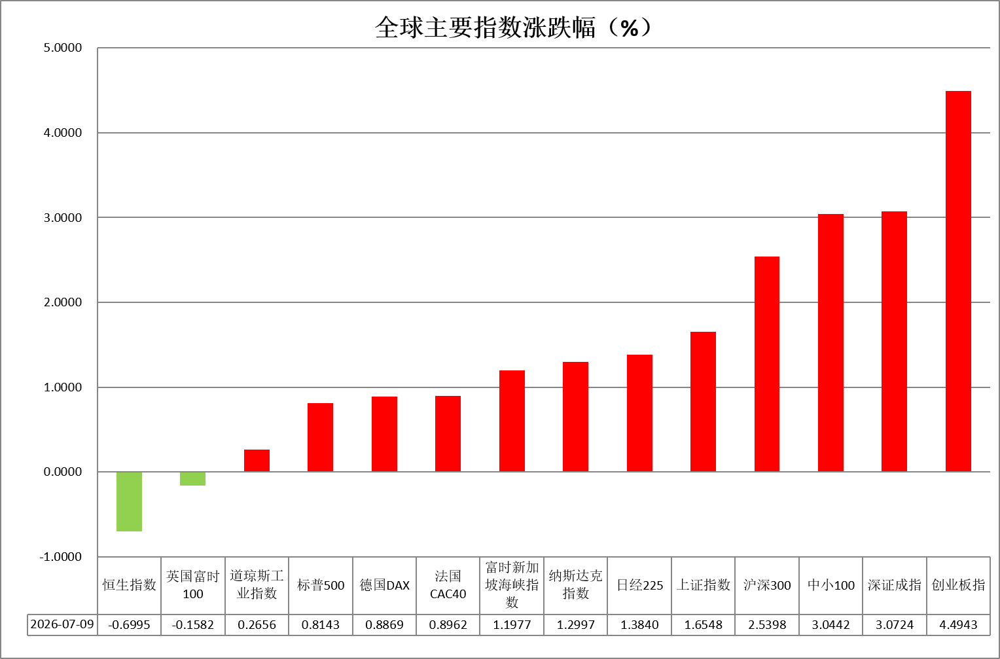 全球主要指数涨跌幅（%）
5.0000
4.0000
3.0000
2.0000
1.0000
0.0000
-1.0000
恒生指数
英国富时
100
道琼斯工
业指数
标普500
德国DAX
法国
CAC40
富时新加
坡海峡指
数
纳斯达克
指数
日经225
上证指数
沪深300
中小100
深证成指
创业板指
2026-07-09 -0.6995 -0.1582 0.2656 0.8143 0.8869 0.8962 1.1977 1.2997 1.3840 1.6548 2.5398 3.0442 3.0724 4.4943